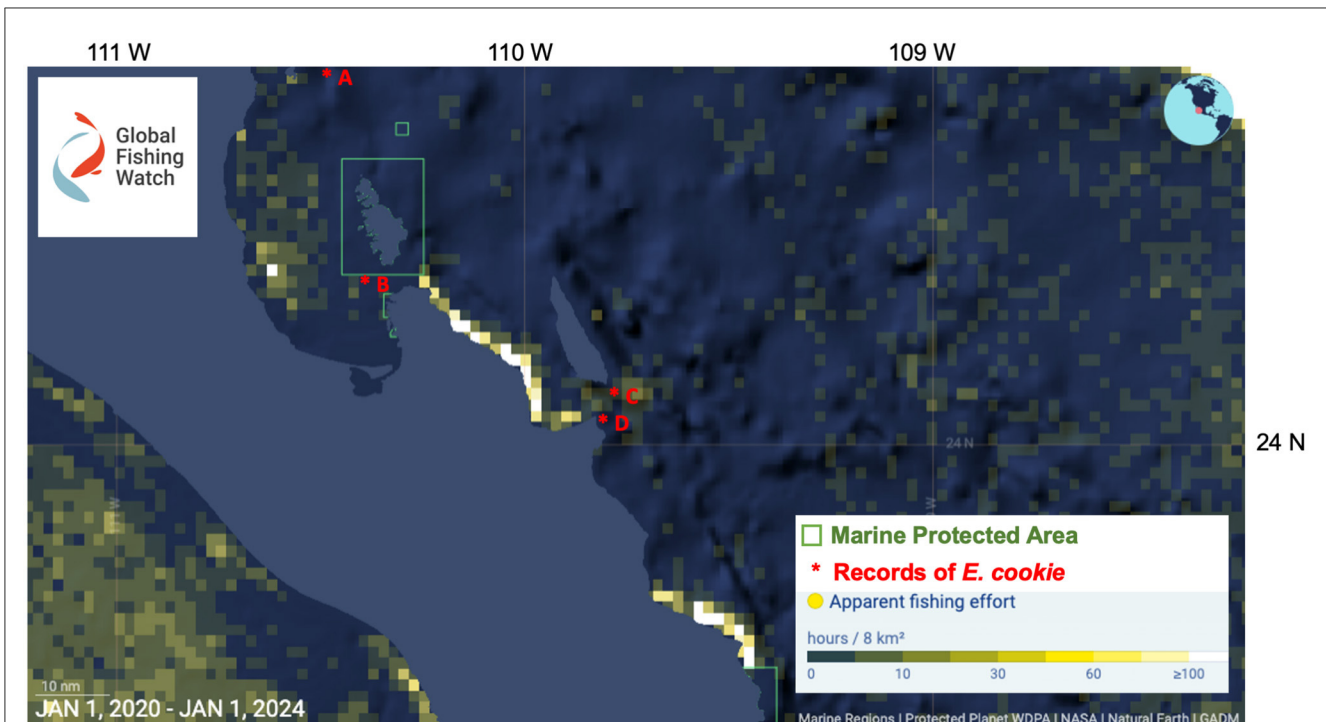 111 W
110 W
109 W
A
Global
Fishing
Watch
B
C
D
24 N
24 N
Marine Protected Area
* Records of E. cookie
Apparent fishing effort
hours / 8 km²
0 10 30 60 ≥100
10 nm
JAN 1, 2020 - JAN 1, 2024
Marine Regions | Protected Planet WDPA | NASA | Natural Earth | GADM